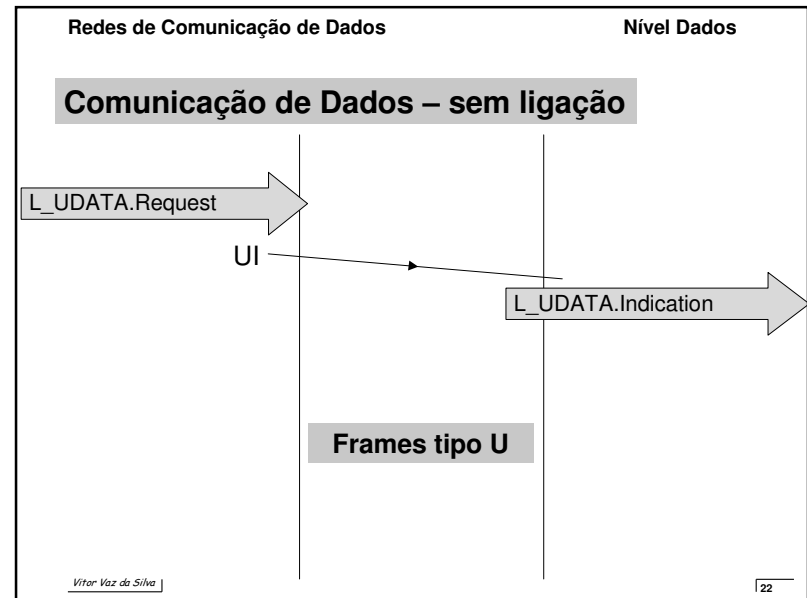 Redes de Comunicação de Dados
Nível Dados
Comunicação de Dados – sem ligação
L_UDATA.Request
UI
L_UDATA.Indication
Frames tipo U
Vitor Vaz da Silva
22